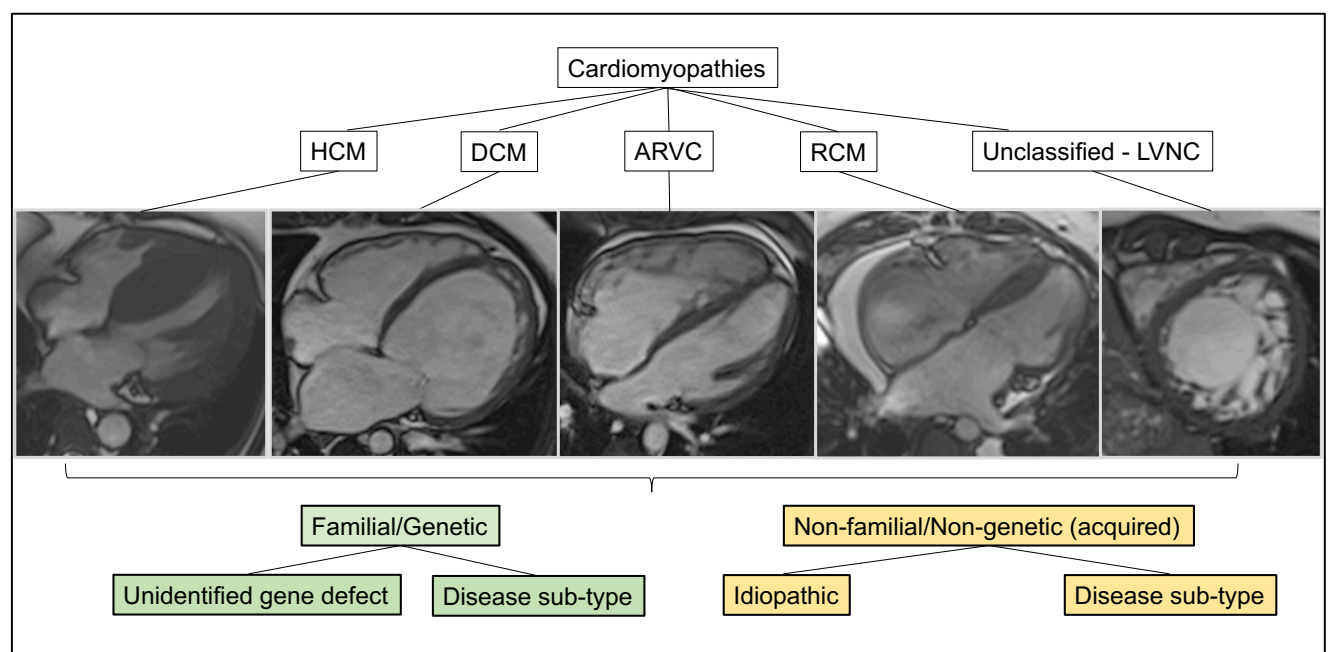 Cardiomyopathies
HCM
DCM
ARVC
RCM
Unclassified - LVNC
Familial/Genetic
Non-familial/Non-genetic (acquired)
Unidentified gene defect
Disease sub-type
Idiopathic
Disease sub-type